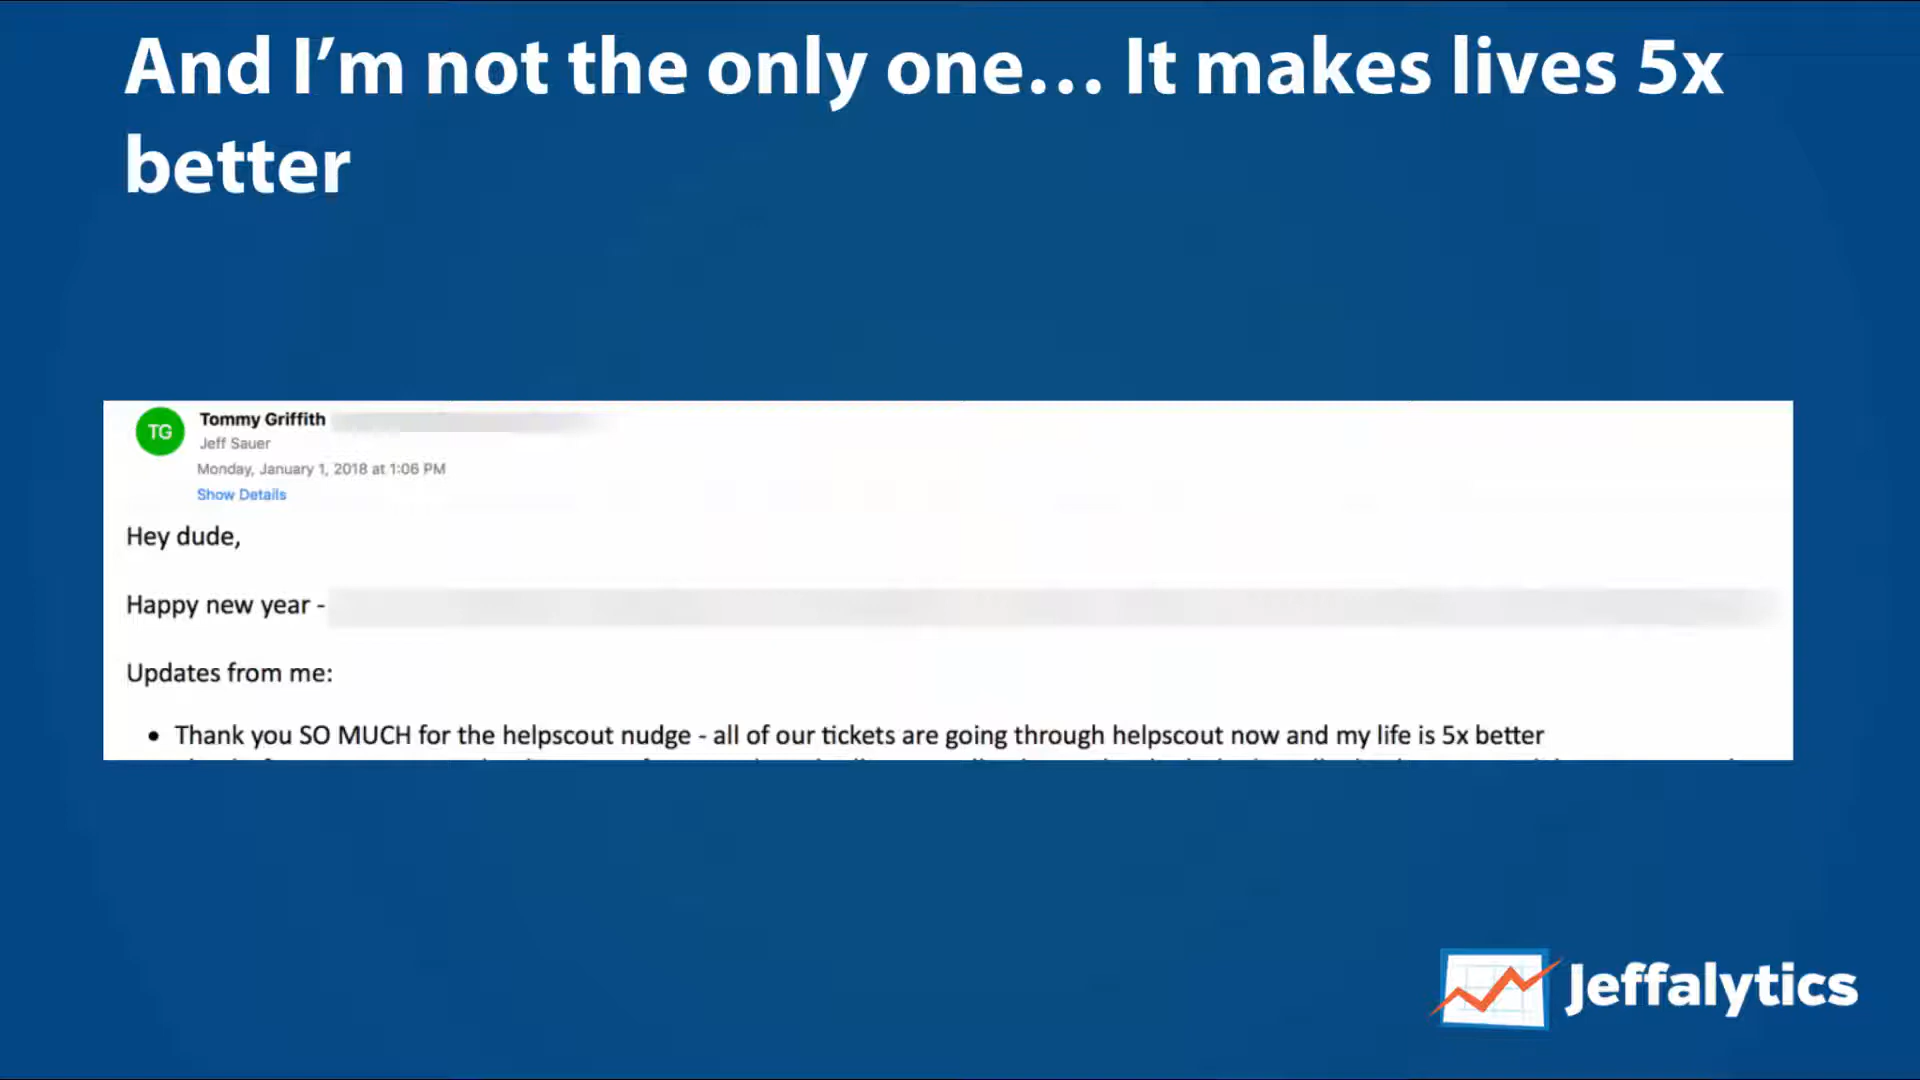 And I’m not the only one… It makes lives 5x
better
TG
Tommy Griffith
Jeff Sauer
Monday, January 1, 2018 at 1:06 PM
Show Details
Hey dude,
Happy new year -
Updates from me:
• Thank you SO MUCH for the helpscout nudge - all of our tickets are going through helpscout now and my life is 5x better
Jeffalytics